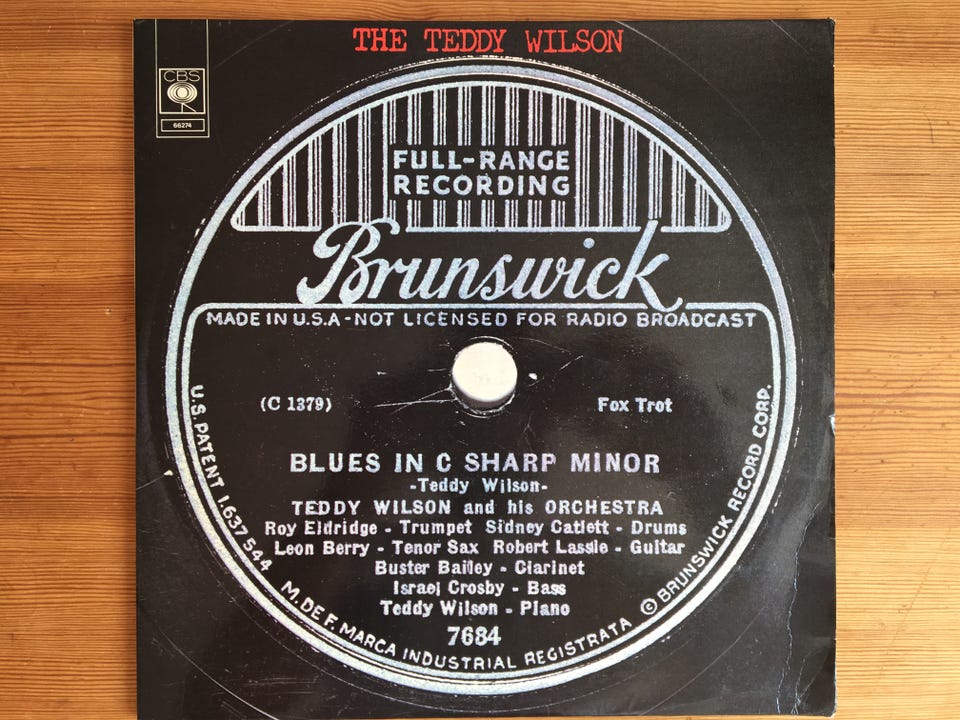 THE TEDDY WILSON
CBS
66274
FULL-RANGE
RECORDING
Brunswick
MADE IN U.S.A - NOT LICENSED FOR RADIO BROADCAST
(C 1379)
Fox Trot
BLUES IN C SHARP MINOR
-Teddy Wilson-
TEDDY WILSON and his ORCHESTRA
Roy Eldridge - Trumpet Sidney Catlett - Drums
Leon Berry - Tenor Sax Robert Lassie - Guitar
Buster Bailey - Clarinet
Israel Crosby - Bass
Teddy Wilson - Piano
7684
U.S. PATENT 1.637544 M. DE F. MARCA INDUSTRIAL REGISTRATA © BRUNSWICK RECORD CORP.